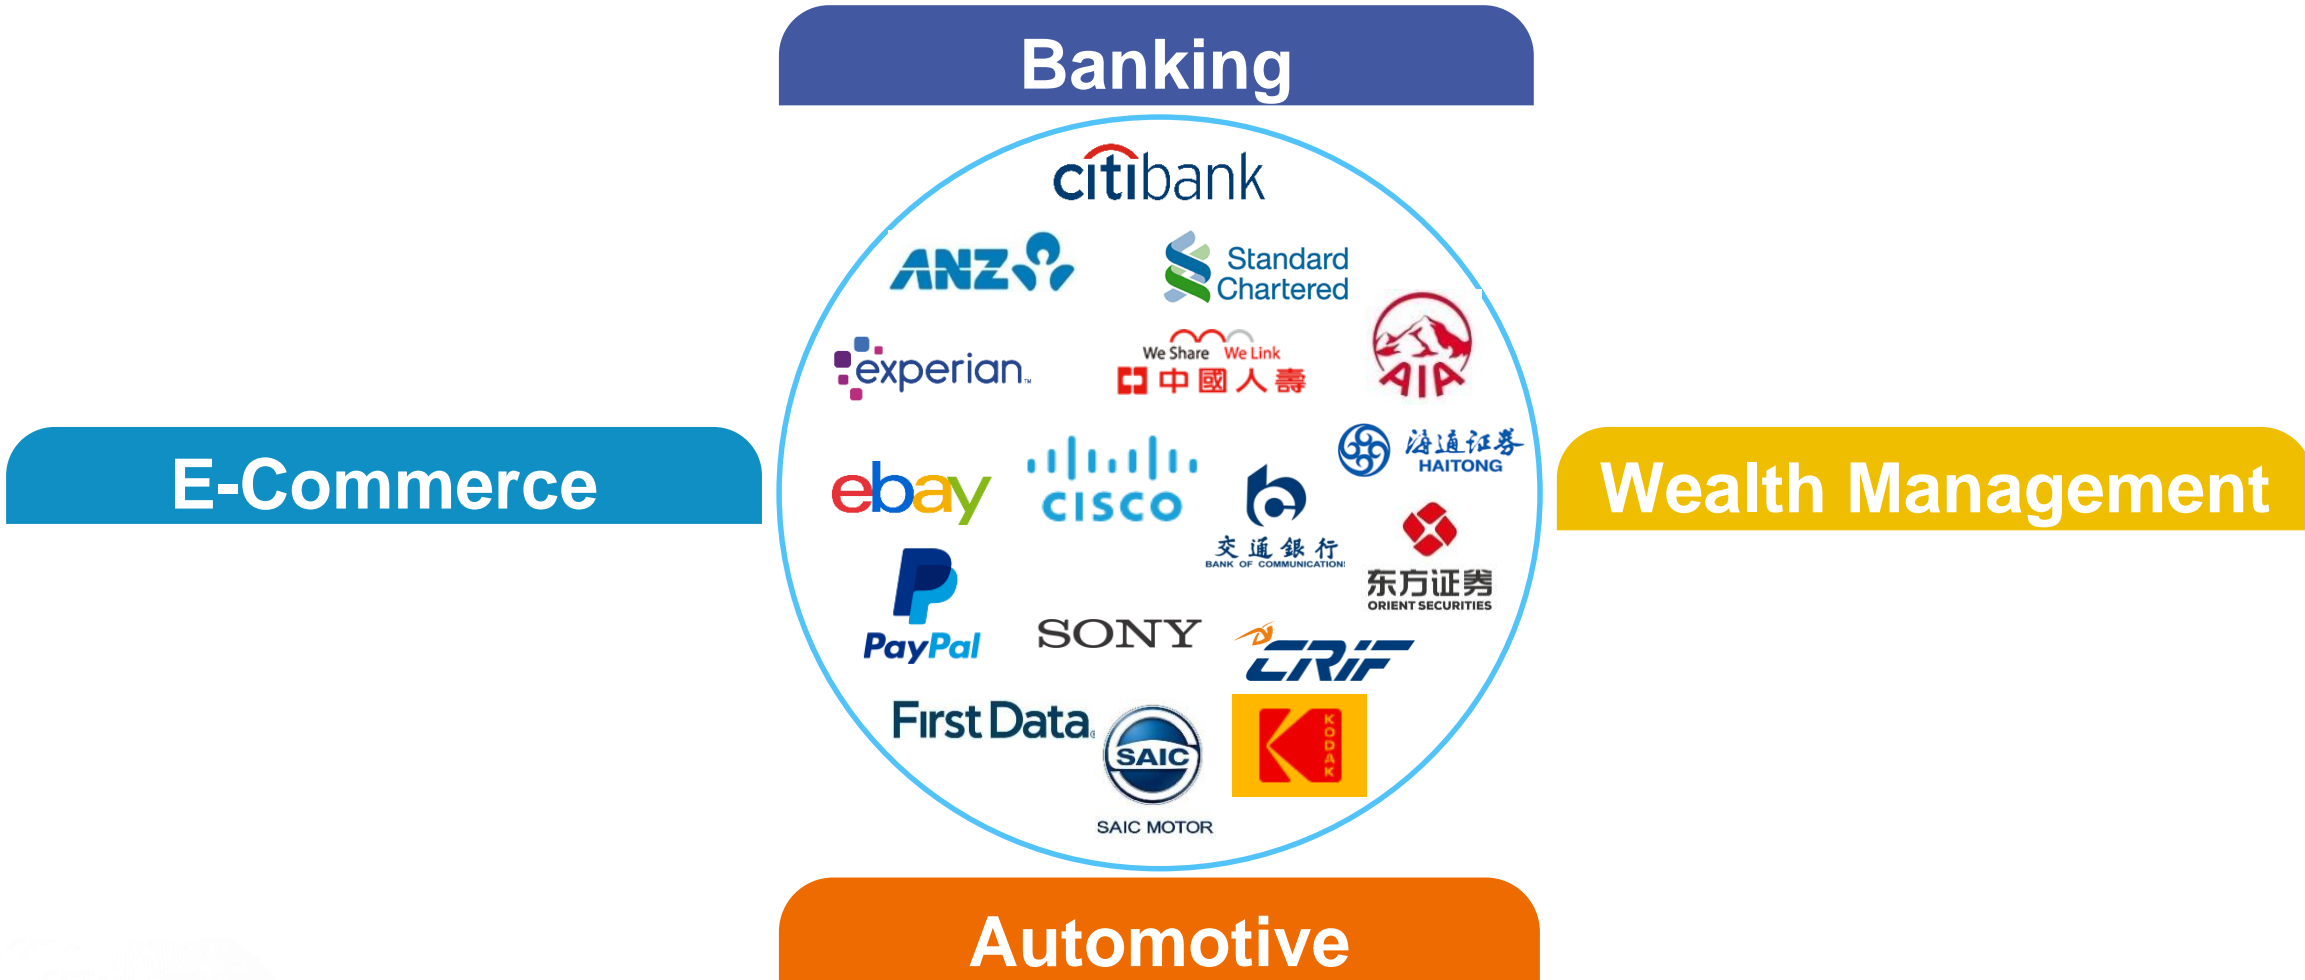 Banking
citibank
ANZ
Standard
Chartered
experian™
We Share We Link
中國人壽
AIA
E-Commerce
海通证券
HAITONG
Wealth Management
ebay
CISCO
交通銀行
BANK OF COMMUNICATIONS
东方证券
ORIENT SECURITIES
PayPal
SONY
CRIF
First Data
SAIC
SAIC MOTOR
KODAK
Automotive